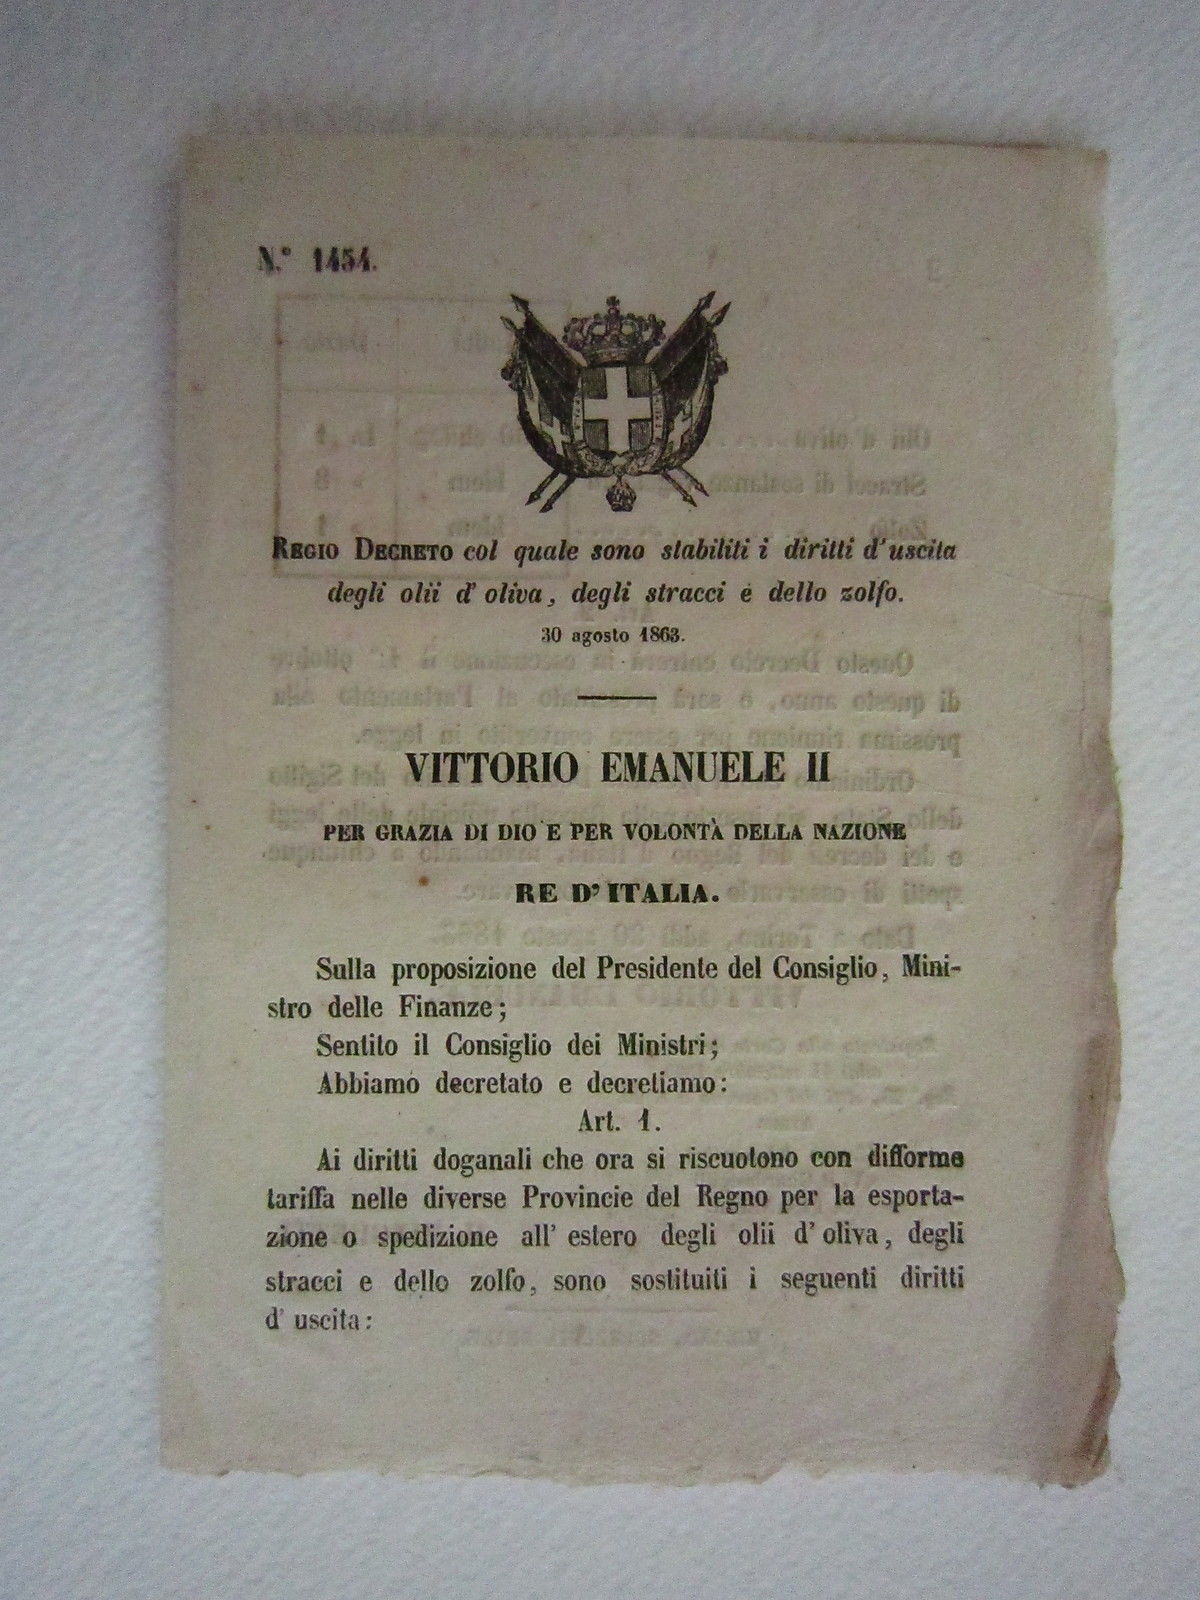 N.° 1454.
REGIO DECRETO col quale sono stabiliti i diritti d'uscita
degli olii d'oliva, degli stracci e dello zolfo.
30 agosto 1863.
VITTORIO EMANUELE II
PER GRAZIA DI DIO E PER VOLONTÀ DELLA NAZIONE
RE D'ITALIA.
Sulla proposizione del Presidente del Consiglio, Mini-
stro delle Finanze;
Sentito il Consiglio dei Ministri;
Abbiamo decretato e decretiamo:
Art. 1.
Ai diritti doganali che ora si riscuotono con difforme
tariffa nelle diverse Provincie del Regno per la esporta-
zione o spedizione all'estero degli olii d'oliva, degli
stracci e dello zolfo, sono sostituiti i seguenti diritti
d'uscita: